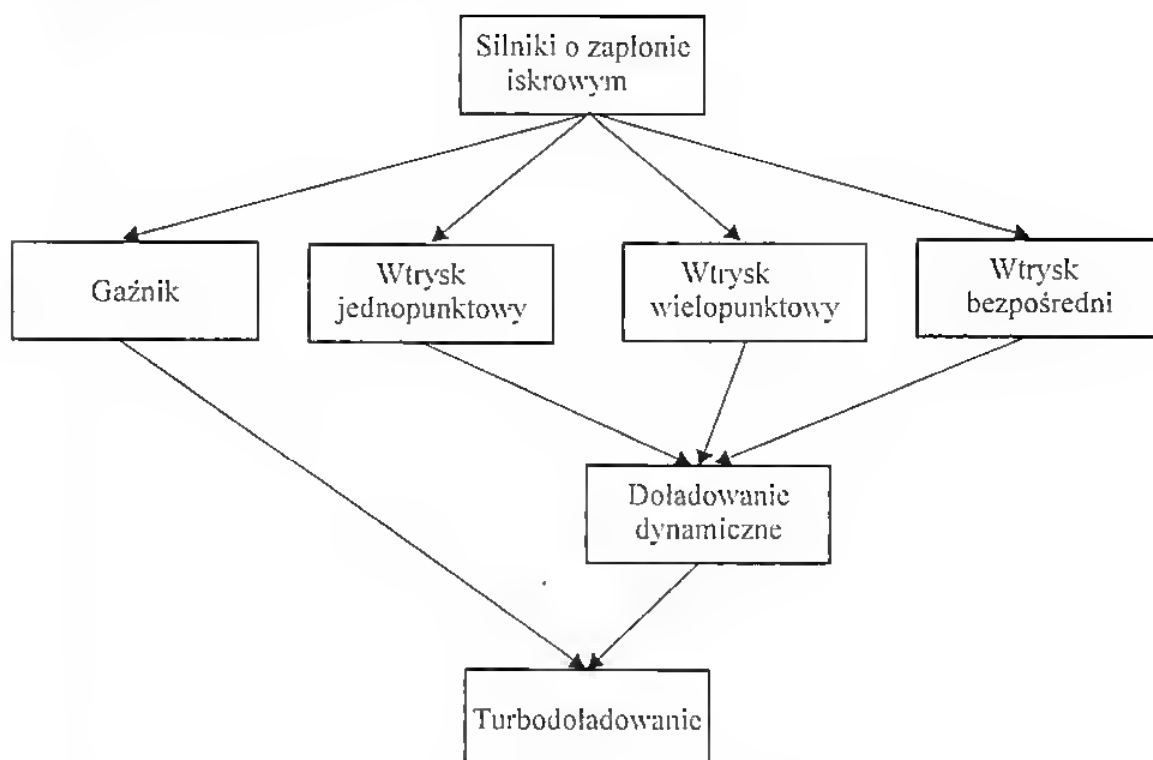 Silniki o zapłonie
iskrowym
Gaźnik
Wtrysk
jednopunktowy
Wtrysk
wielopunktowy
Wtrysk
bezpośredni
Doładowanie
dynamiczne
Turbodoładowanie